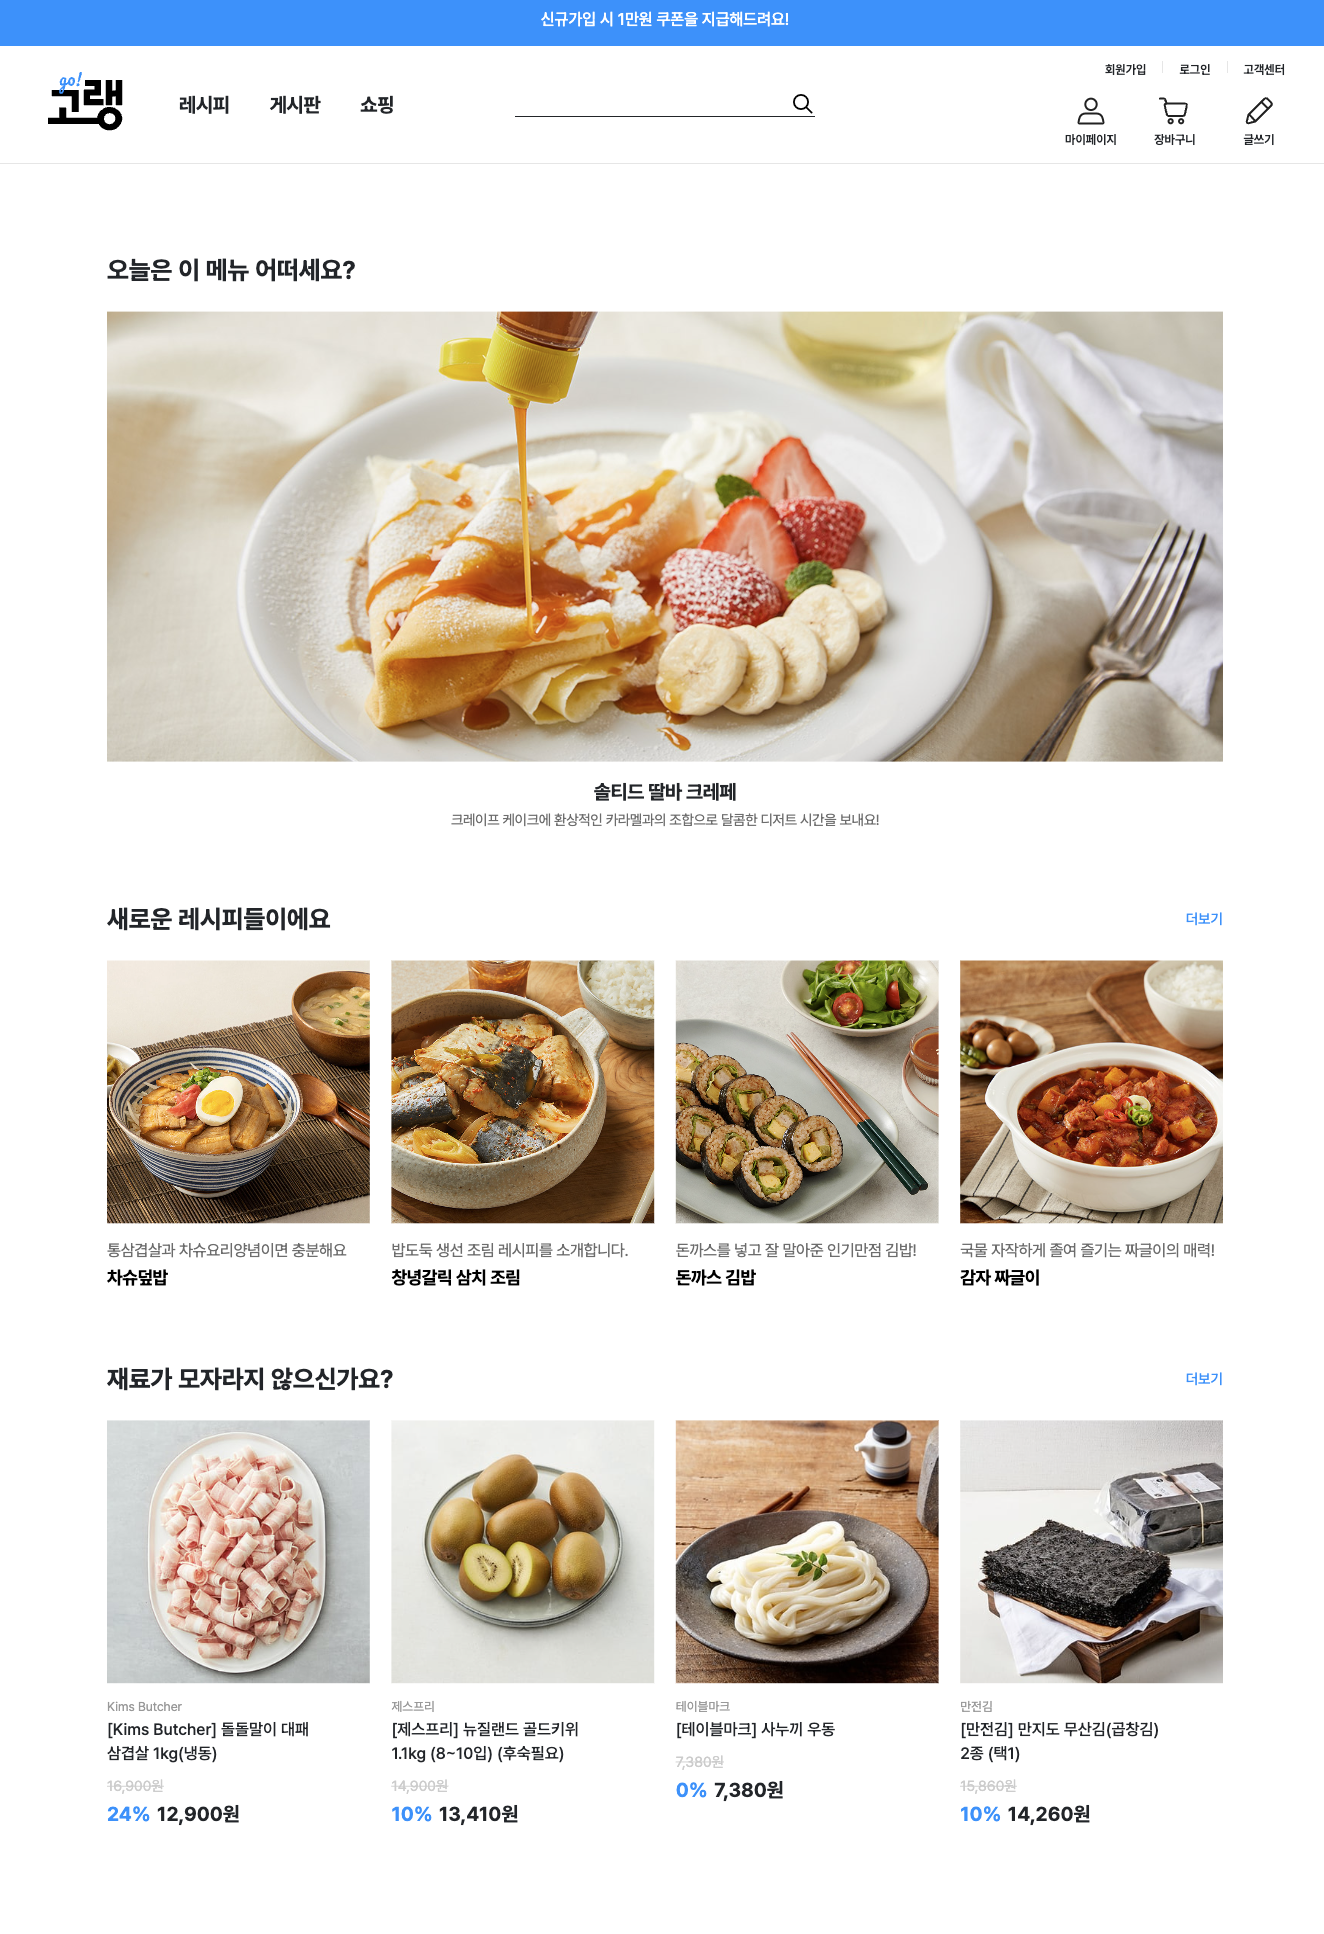 신규가입 시 1만원 쿠폰을 지급해드려요!
회원가입
로그인
고객센터
go!
고랭
레시피
게시판
쇼핑
마이페이지
장바구니
글쓰기
오늘은 이 메뉴 어떠세요?
솔티드 딸바 크레페
크레이프 케이크에 환상적인 카라멜과의 조합으로 달콤한 디저트 시간을 보내요!
새로운 레시피들이에요
더보기
통삼겹살과 차슈요리양념이면 충분해요
차슈덮밥
밥도둑 생선 조림 레시피를 소개합니다.
창녕갈릭 삼치 조림
돈까스를 넣고 잘 말아준 인기만점 김밥!
돈까스 김밥
국물 자작하게 졸여 즐기는 짜글이의 매력!
감자 짜글이
재료가 모자라지 않으신가요?
더보기
Kims Butcher
[Kims Butcher] 돌돌말이 대패
삼겹살 1kg(냉동)
16,900원
24% 12,900원
제스프리
[제스프리] 뉴질랜드 골드키위
1.1kg (8~10입) (후숙필요)
14,900원
10% 13,410원
테이블마크
[테이블마크] 사누끼 우동
7,380원
0% 7,380원
만전김
[만전김] 만지도 무산김(곱창김)
2종 (택1)
15,860원
10% 14,260원